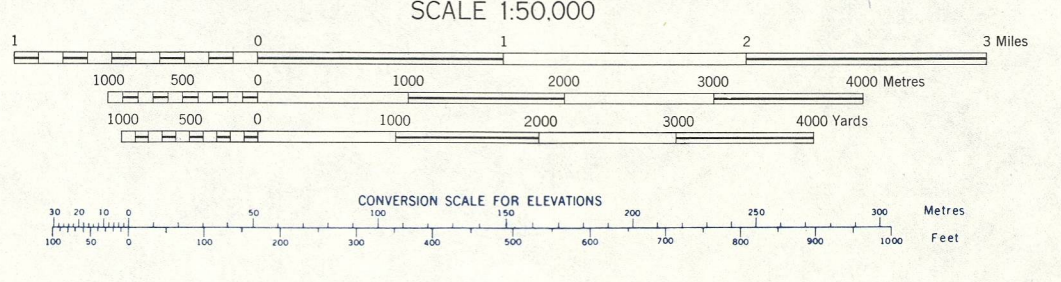 SCALE 1:50,000
1 0 1 2 3 Miles
1000 500 0 1000 2000 3000 4000 Metres
1000 500 0 1000 2000 3000 4000 Yards
CONVERSION SCALE FOR ELEVATIONS
30 20 10 0 50 100 150 200 250 300 Metres
100 50 0 100 200 300 400 500 600 700 800 900 1000 Feet